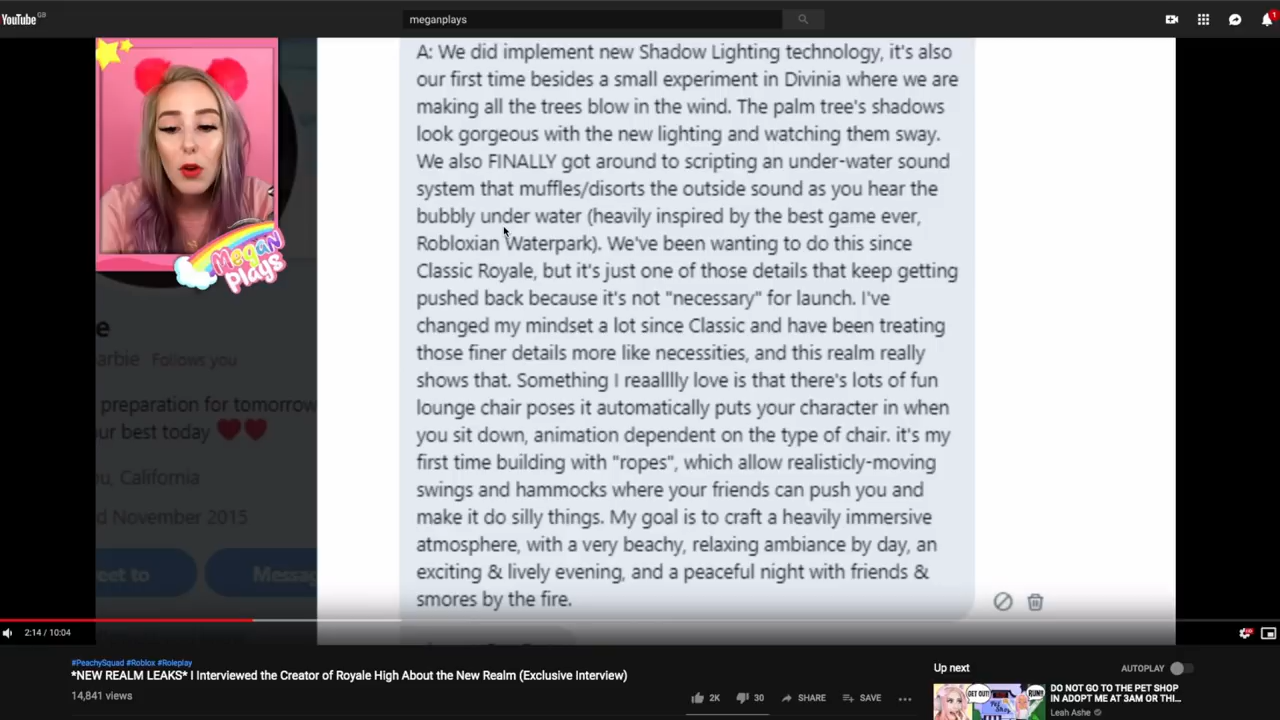 YouTube GB
meganplays
1
A: We did implement new Shadow Lighting technology, it's also
our first time besides a small experiment in Divinia where we are
making all the trees blow in the wind. The palm tree's shadows
look gorgeous with the new lighting and watching them sway.
We also FINALLY got around to scripting an under-water sound
system that muffles/disorts the outside sound as you hear the
bubbly under water (heavily inspired by the best game ever,
Robloxian Waterpark). We've been wanting to do this since
Classic Royale, but it's just one of those details that keep getting
pushed back because it's not "necessary" for launch. I've
changed my mindset a lot since Classic and have been treating
those finer details more like necessities, and this realm really
shows that. Something I reaalllly love is that there's lots of fun
lounge chair poses it automatically puts your character in when
you sit down, animation dependent on the type of chair. it's my
first time building with "ropes", which allow realisticly-moving
swings and hammocks where your friends can push you and
make it do silly things. My goal is to craft a heavily immersive
atmosphere, with a very beachy, relaxing ambiance by day, an
exciting & lively evening, and a peaceful night with friends &
smores by the fire.
Megan
Plays
e
arbie Follows you
preparation for tomorrow
ur best today
u, California
d November 2015
eet to
Messag
2:14 / 10:04
#PeachySquad #Roblox #Roleplay
*NEW REALM LEAKS* I Interviewed the Creator of Royale High About the New Realm (Exclusive Interview)
14,841 views
2K
30
SHARE
SAVE
Up next
AUTOPLAY
GET OUT!
RUN!!
DO NOT GO TO THE PET SHOP
IN ADOPT ME AT 3AM OR THI...
Leah Ashe